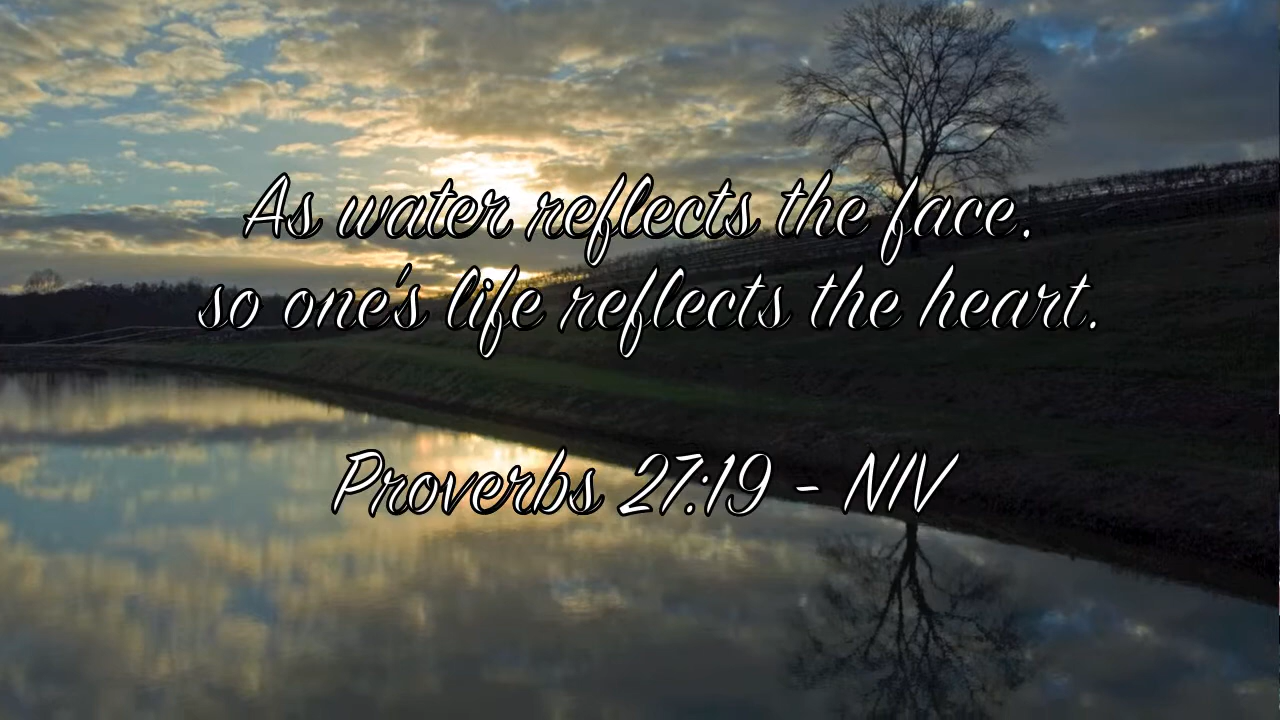 As water reflects the face,
so one's life reflects the heart.
Proverbs 27:19 - NIV